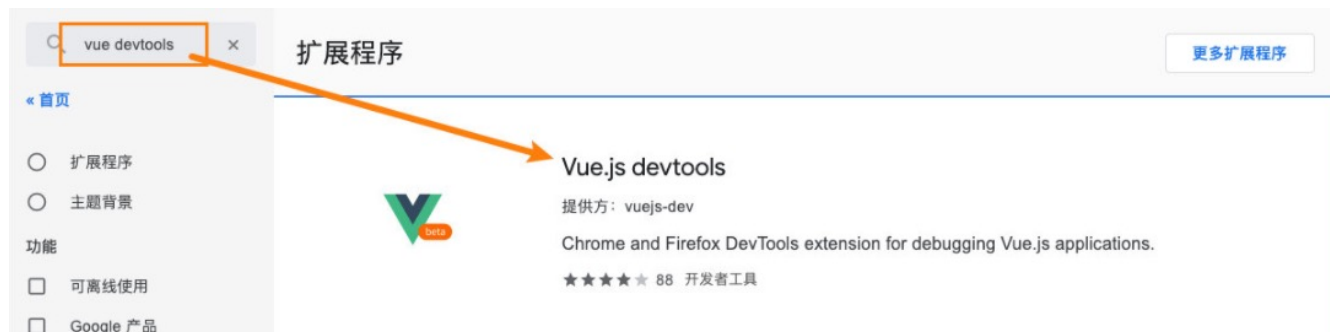 vue devtools ×
« 首页
扩展程序
主题背景
功能
可离线使用
Google 产品
扩展程序
更多扩展程序
beta
Vue.js devtools
提供方：vuejs-dev
Chrome and Firefox DevTools extension for debugging Vue.js applications.
★★★★★ 88 开发者工具